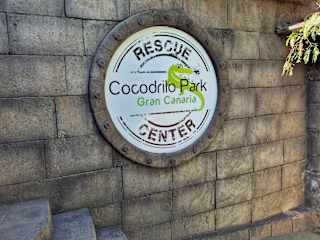 RESCUE
Cocodrilo Park
Gran Canaria
CENTER